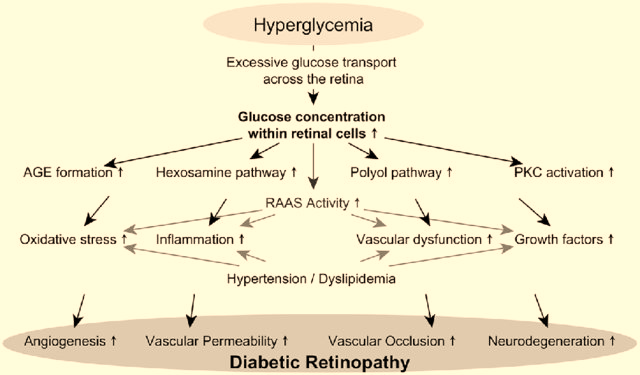 Hyperglycemia
Excessive glucose transport
across the retina
Glucose concentration
within retinal cells ↑
AGE formation ↑ Hexosamine pathway ↑ Polyol pathway ↑ PKC activation ↑
RAAS Activity ↑
Oxidative stress ↑ Inflammation ↑ Vascular dysfunction ↑ Growth factors ↑
Hypertension / Dyslipidemia
Angiogenesis ↑ Vascular Permeability ↑ Vascular Occlusion ↑ Neurodegeneration ↑
Diabetic Retinopathy